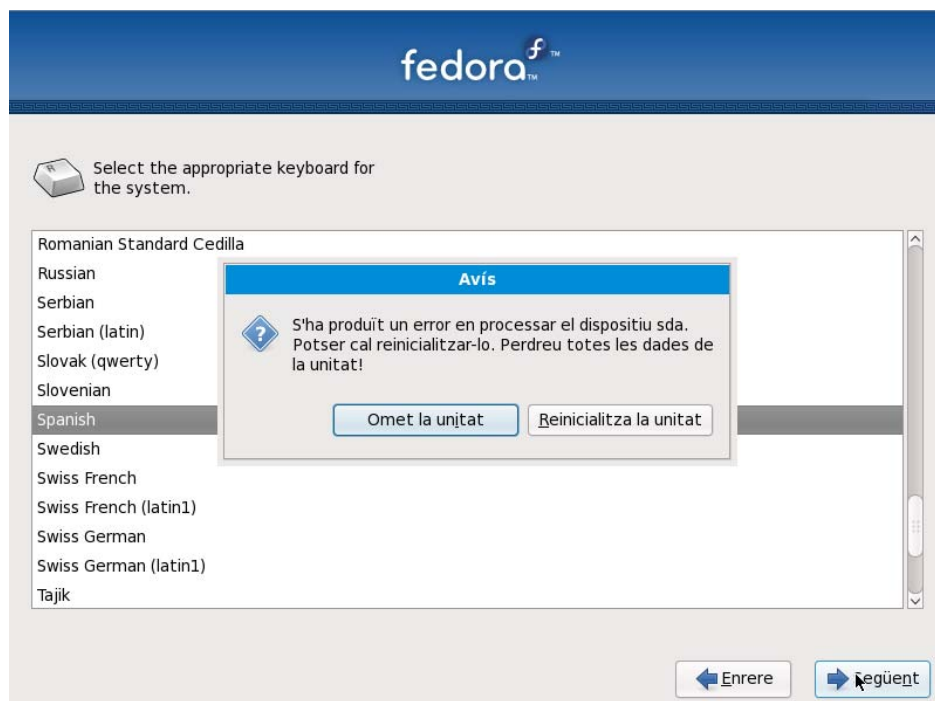 fedora f ™
™
Select the appropriate keyboard for
the system.
Romanian Standard Cedilla
Russian
Serbian
Serbian (latin)
Slovak (qwerty)
Slovenian
Spanish
Swedish
Swiss French
Swiss French (latin1)
Swiss German
Swiss German (latin1)
Tajik
Avís
S'ha produït un error en processar el dispositiu sda.
Potser cal reinicialitzar-lo. Perdreu totes les dades de
la unitat!
Omet la unitat
Reinicialitza la unitat
Enrere
Següent